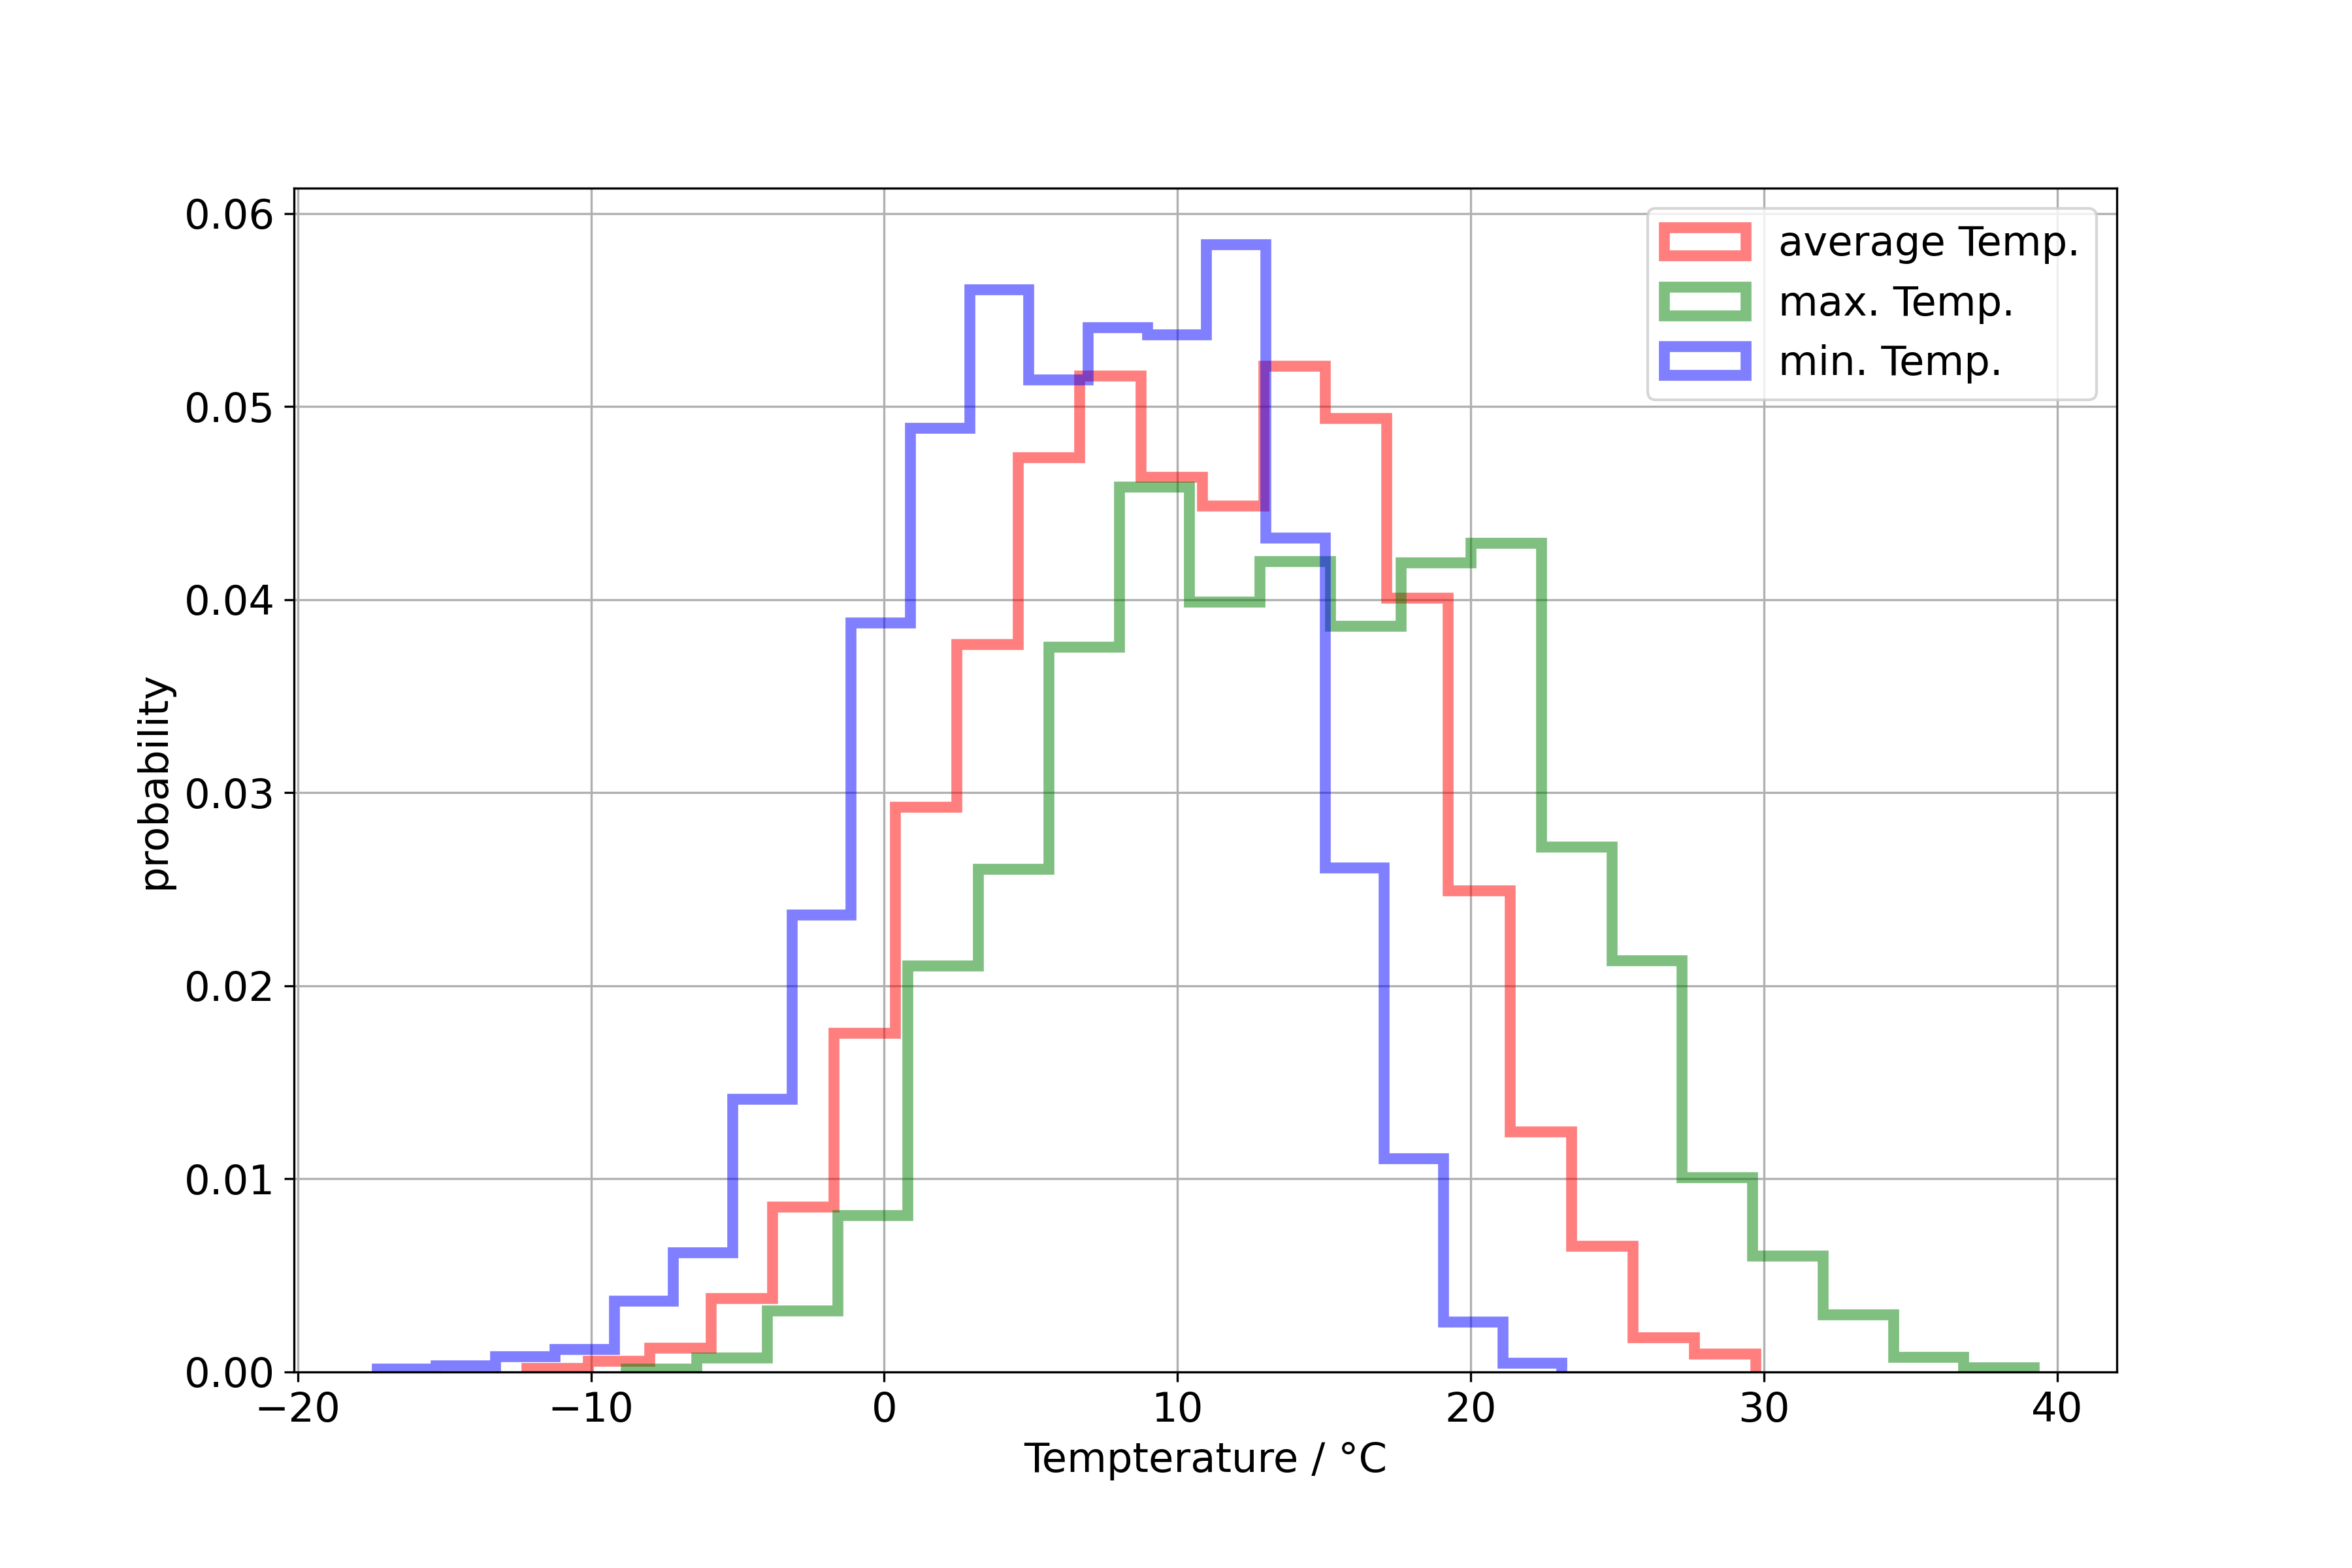 average Temp.
max. Temp.
min. Temp.
0.06
0.05
0.04
0.03
0.02
0.01
0.00
probability
−20 −10 0 10 20 30 40
Tempterature / °C